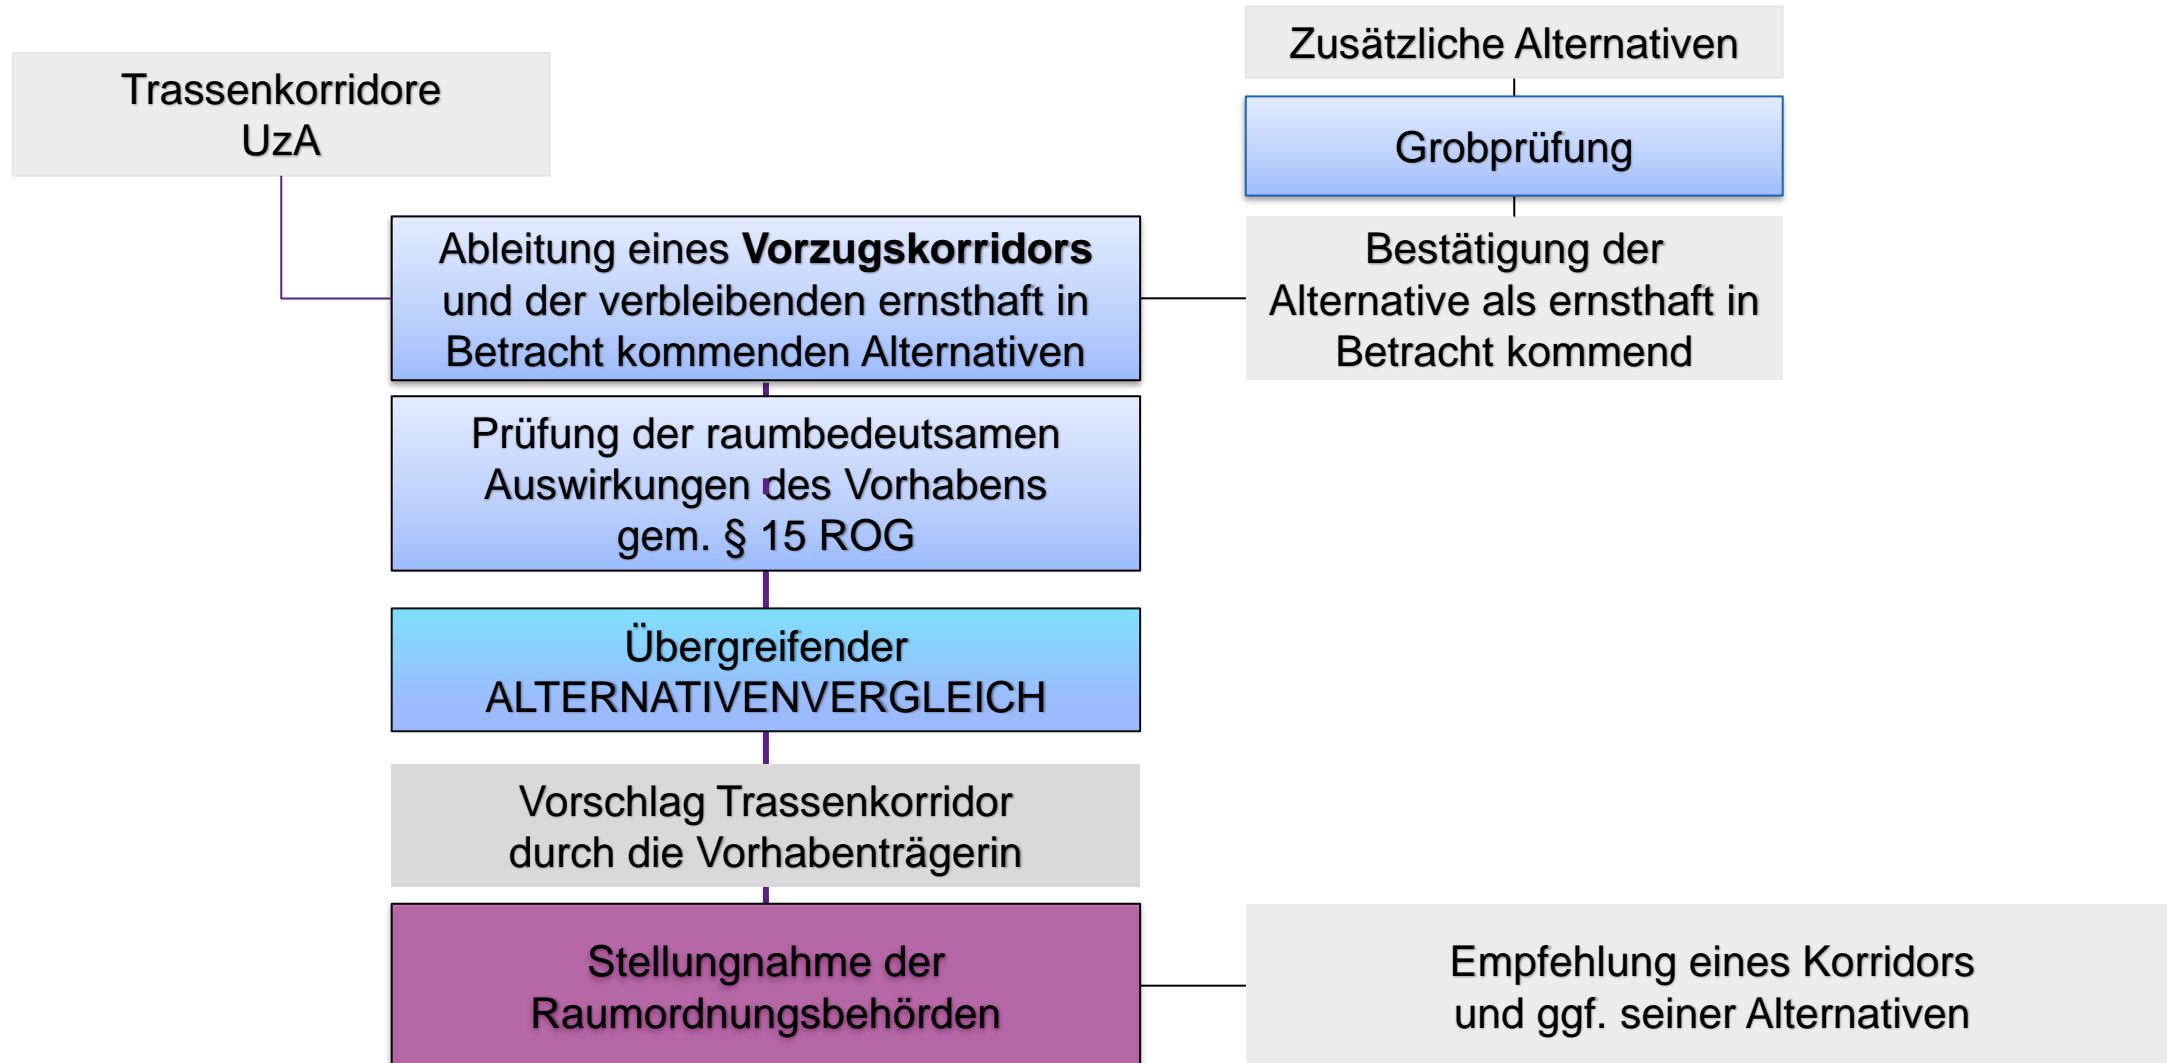 Trassenkorridore
UzA
Zusätzliche Alternativen
Grobprüfung
Bestätigung der
Alternative als ernsthaft in
Betracht kommend
Ableitung eines Vorzugskorridors
und der verbleibenden ernsthaft in
Betracht kommenden Alternativen
Prüfung der raumbedeutsamen
Auswirkungen des Vorhabens
gem. § 15 ROG
Übergreifender
ALTERNATIVENVERGLEICH
Vorschlag Trassenkorridor
durch die Vorhabenträgerin
Stellungnahme der
Raumordnungsbehörden
Empfehlung eines Korridors
und ggf. seiner Alternativen